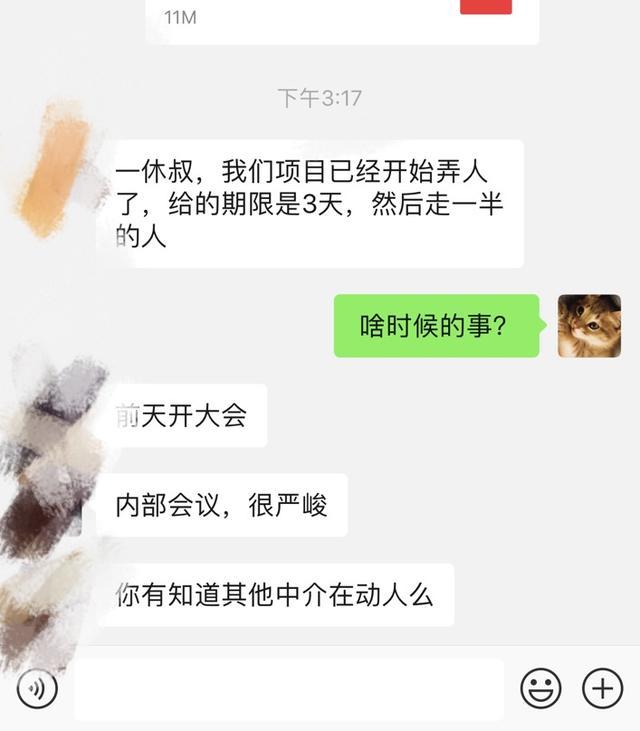 11M
下午3:17
一休叔，我们项目已经开始弄人
了，给的期限是3天，然后走一半
的人
啥时候的事？
前天开大会
内部会议，很严峻
你有知道其他中介在动人么